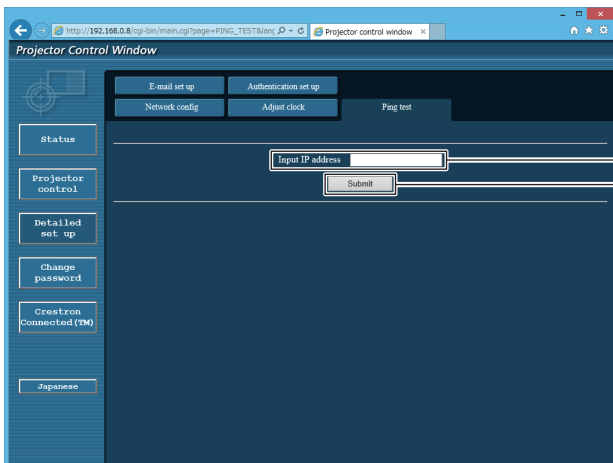 http://192.168.0.8/cgi-bin/main.cgi?page=PING_TEST&lang
Projector control window
Projector Control Window
E-mail set up
Authentication set up
Network config
Adjust clock
Ping test
Status
Input IP address
Submit
Projector
control
Detailed
set up
Change
password
Crestron
Connected(TM)
Japanese